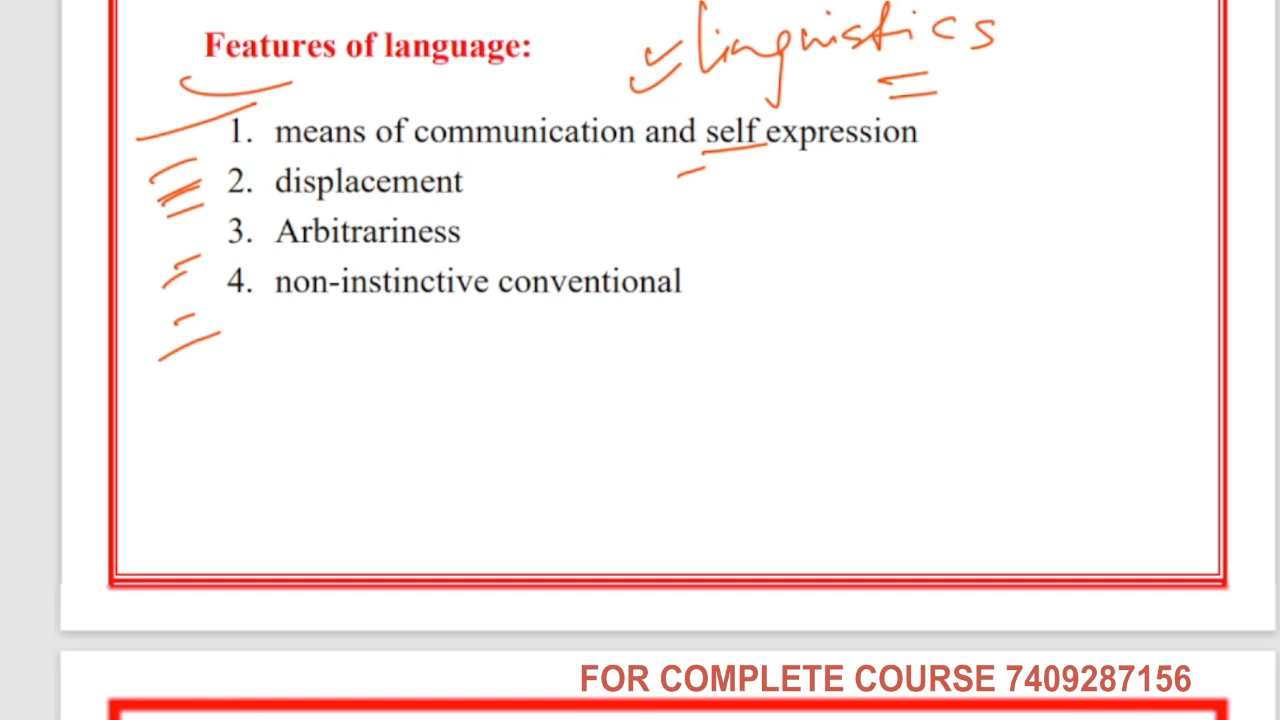 Features of language:
linguistics
1. means of communication and self expression
2. displacement
3. Arbitrariness
4. non-instinctive conventional
FOR COMPLETE COURSE 7409287156